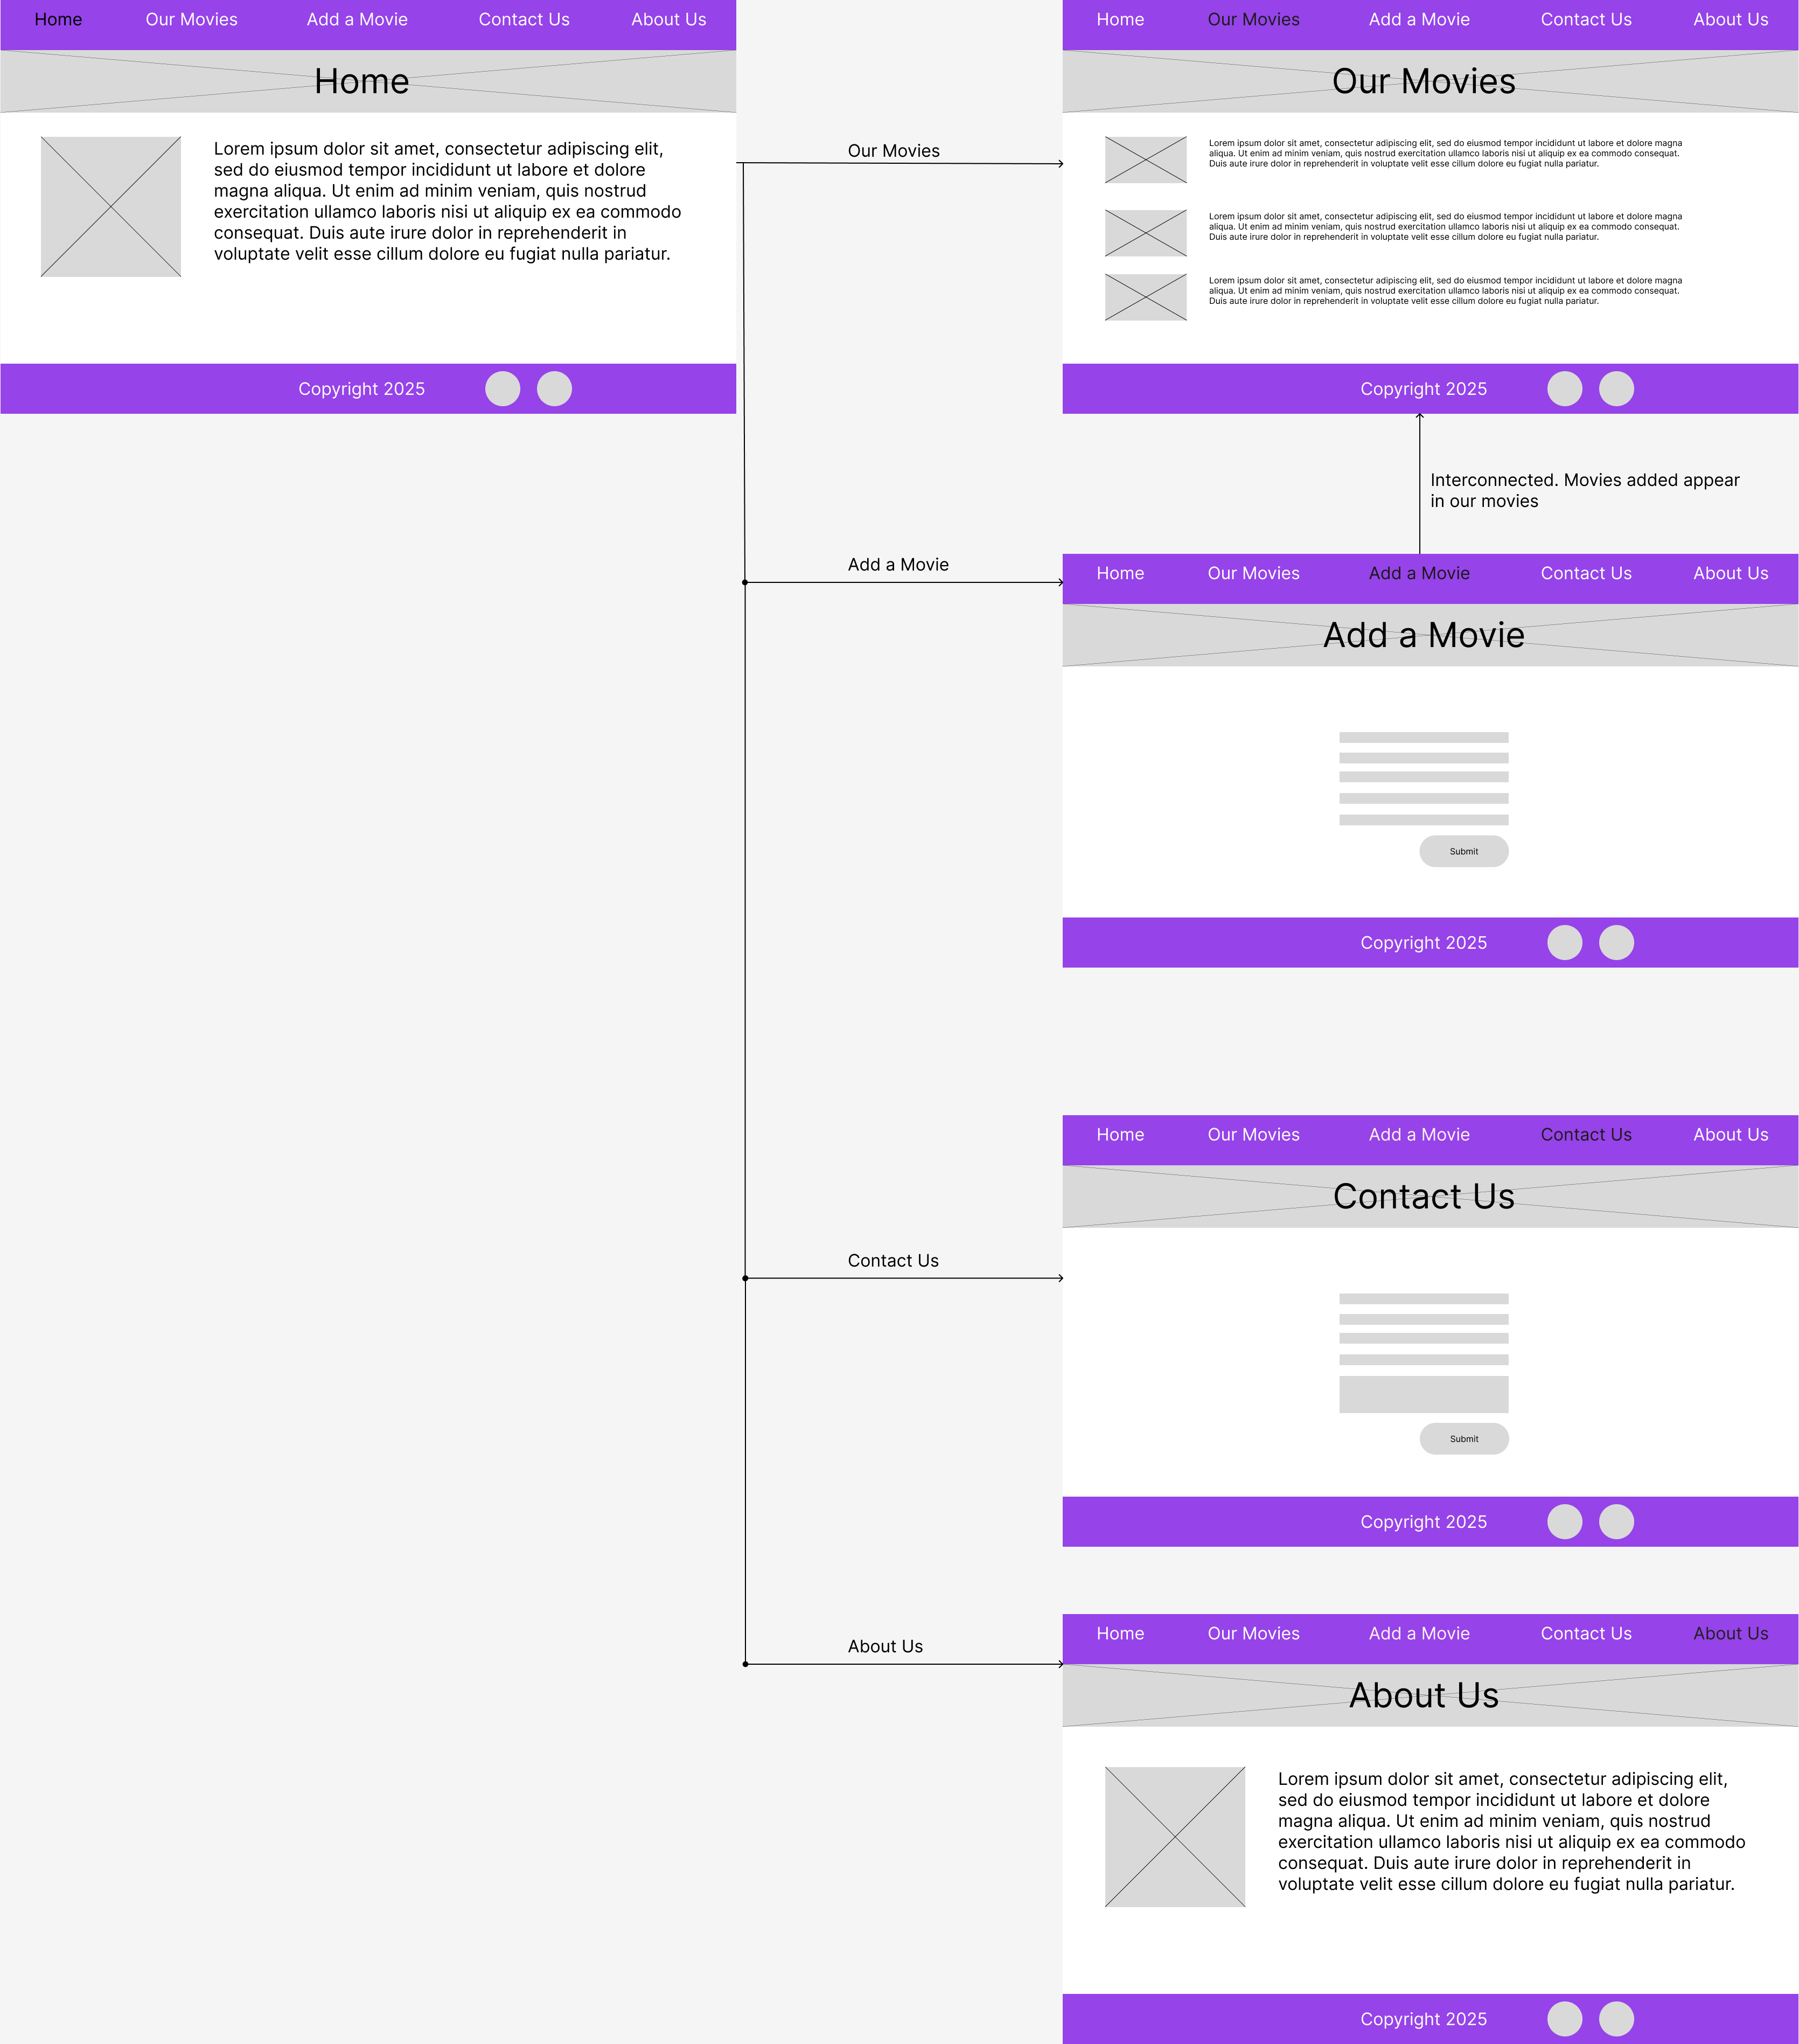 Home Our Movies Add a Movie Contact Us About Us
Home
Lorem ipsum dolor sit amet, consectetur adipiscing elit,
sed do eiusmod tempor incididunt ut labore et dolore
magna aliqua. Ut enim ad minim veniam, quis nostrud
exercitation ullamco laboris nisi ut aliquip ex ea commodo
consequat. Duis aute irure dolor in reprehenderit in
voluptate velit esse cillum dolore eu fugiat nulla pariatur.
Copyright 2025
Our Movies
Home Our Movies Add a Movie Contact Us About Us
Our Movies
Lorem ipsum dolor sit amet, consectetur adipiscing elit, sed do eiusmod tempor incididunt ut labore et dolore magna
aliqua. Ut enim ad minim veniam, quis nostrud exercitation ullamco laboris nisi ut aliquip ex ea commodo consequat.
Duis aute irure dolor in reprehenderit in voluptate velit esse cillum dolore eu fugiat nulla pariatur.
Lorem ipsum dolor sit amet, consectetur adipiscing elit, sed do eiusmod tempor incididunt ut labore et dolore magna
aliqua. Ut enim ad minim veniam, quis nostrud exercitation ullamco laboris nisi ut aliquip ex ea commodo consequat.
Duis aute irure dolor in reprehenderit in voluptate velit esse cillum dolore eu fugiat nulla pariatur.
Lorem ipsum dolor sit amet, consectetur adipiscing elit, sed do eiusmod tempor incididunt ut labore et dolore magna
aliqua. Ut enim ad minim veniam, quis nostrud exercitation ullamco laboris nisi ut aliquip ex ea commodo consequat.
Duis aute irure dolor in reprehenderit in voluptate velit esse cillum dolore eu fugiat nulla pariatur.
Copyright 2025
Interconnected. Movies added appear
in our movies
Add a Movie
Home Our Movies Add a Movie Contact Us About Us
Add a Movie
Submit
Copyright 2025
Contact Us
Home Our Movies Add a Movie Contact Us About Us
Contact Us
Submit
Copyright 2025
About Us
Home Our Movies Add a Movie Contact Us About Us
About Us
Lorem ipsum dolor sit amet, consectetur adipiscing elit,
sed do eiusmod tempor incididunt ut labore et dolore
magna aliqua. Ut enim ad minim veniam, quis nostrud
exercitation ullamco laboris nisi ut aliquip ex ea commodo
consequat. Duis aute irure dolor in reprehenderit in
voluptate velit esse cillum dolore eu fugiat nulla pariatur.
Copyright 2025